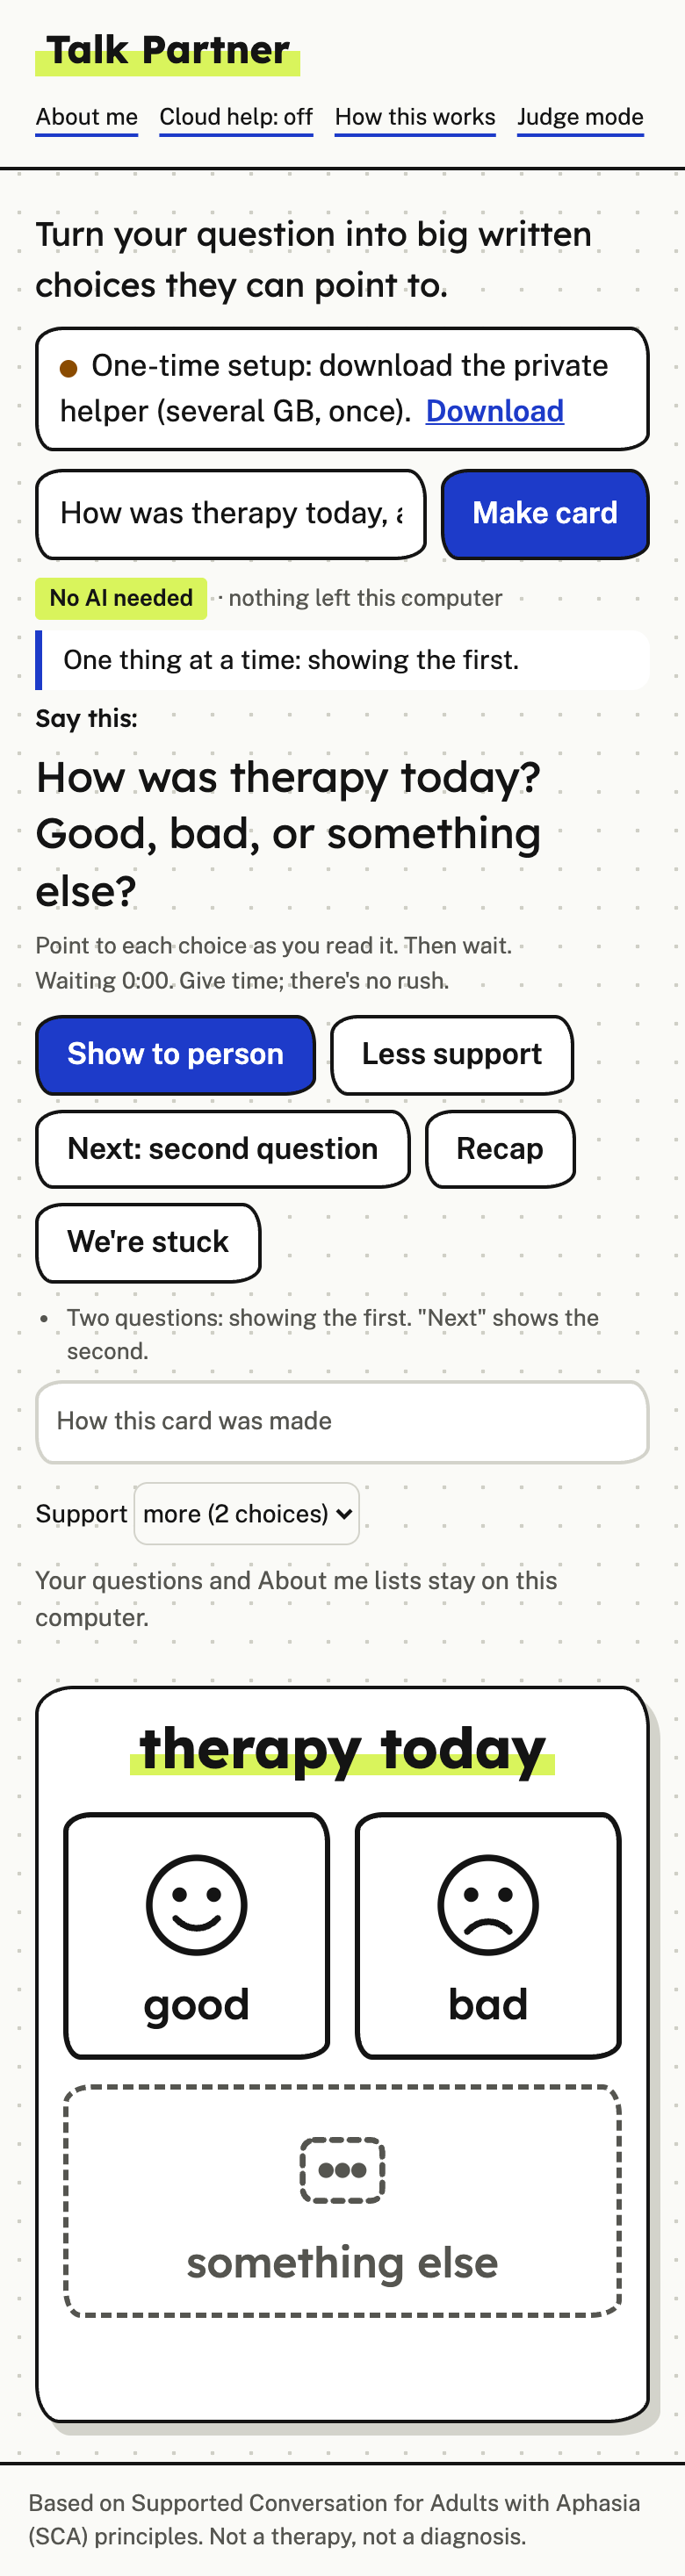 Talk Partner
About me Cloud help: off How this works Judge mode
Turn your question into big written
choices they can point to.
One-time setup: download the private
helper (several GB, once). Download
How was therapy today, Make card
No AI needed · nothing left this computer
One thing at a time: showing the first.
Say this:
How was therapy today?
Good, bad, or something
else?
Point to each choice as you read it. Then wait.
Waiting 0:00. Give time; there's no rush.
Show to person Less support
Next: second question Recap
We're stuck
• Two questions: showing the first. "Next" shows the
second.
How this card was made
Support more (2 choices)
Your questions and About me lists stay on this
computer.
therapy today
good bad
something else
Based on Supported Conversation for Adults with Aphasia
(SCA) principles. Not a therapy, not a diagnosis.